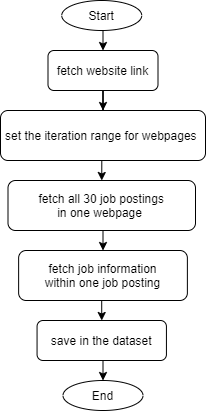 Start
fetch website link
set the iteration range for webpages
fetch all 30 job postings
in one webpage
fetch job information
within one job posting
save in the dataset
End